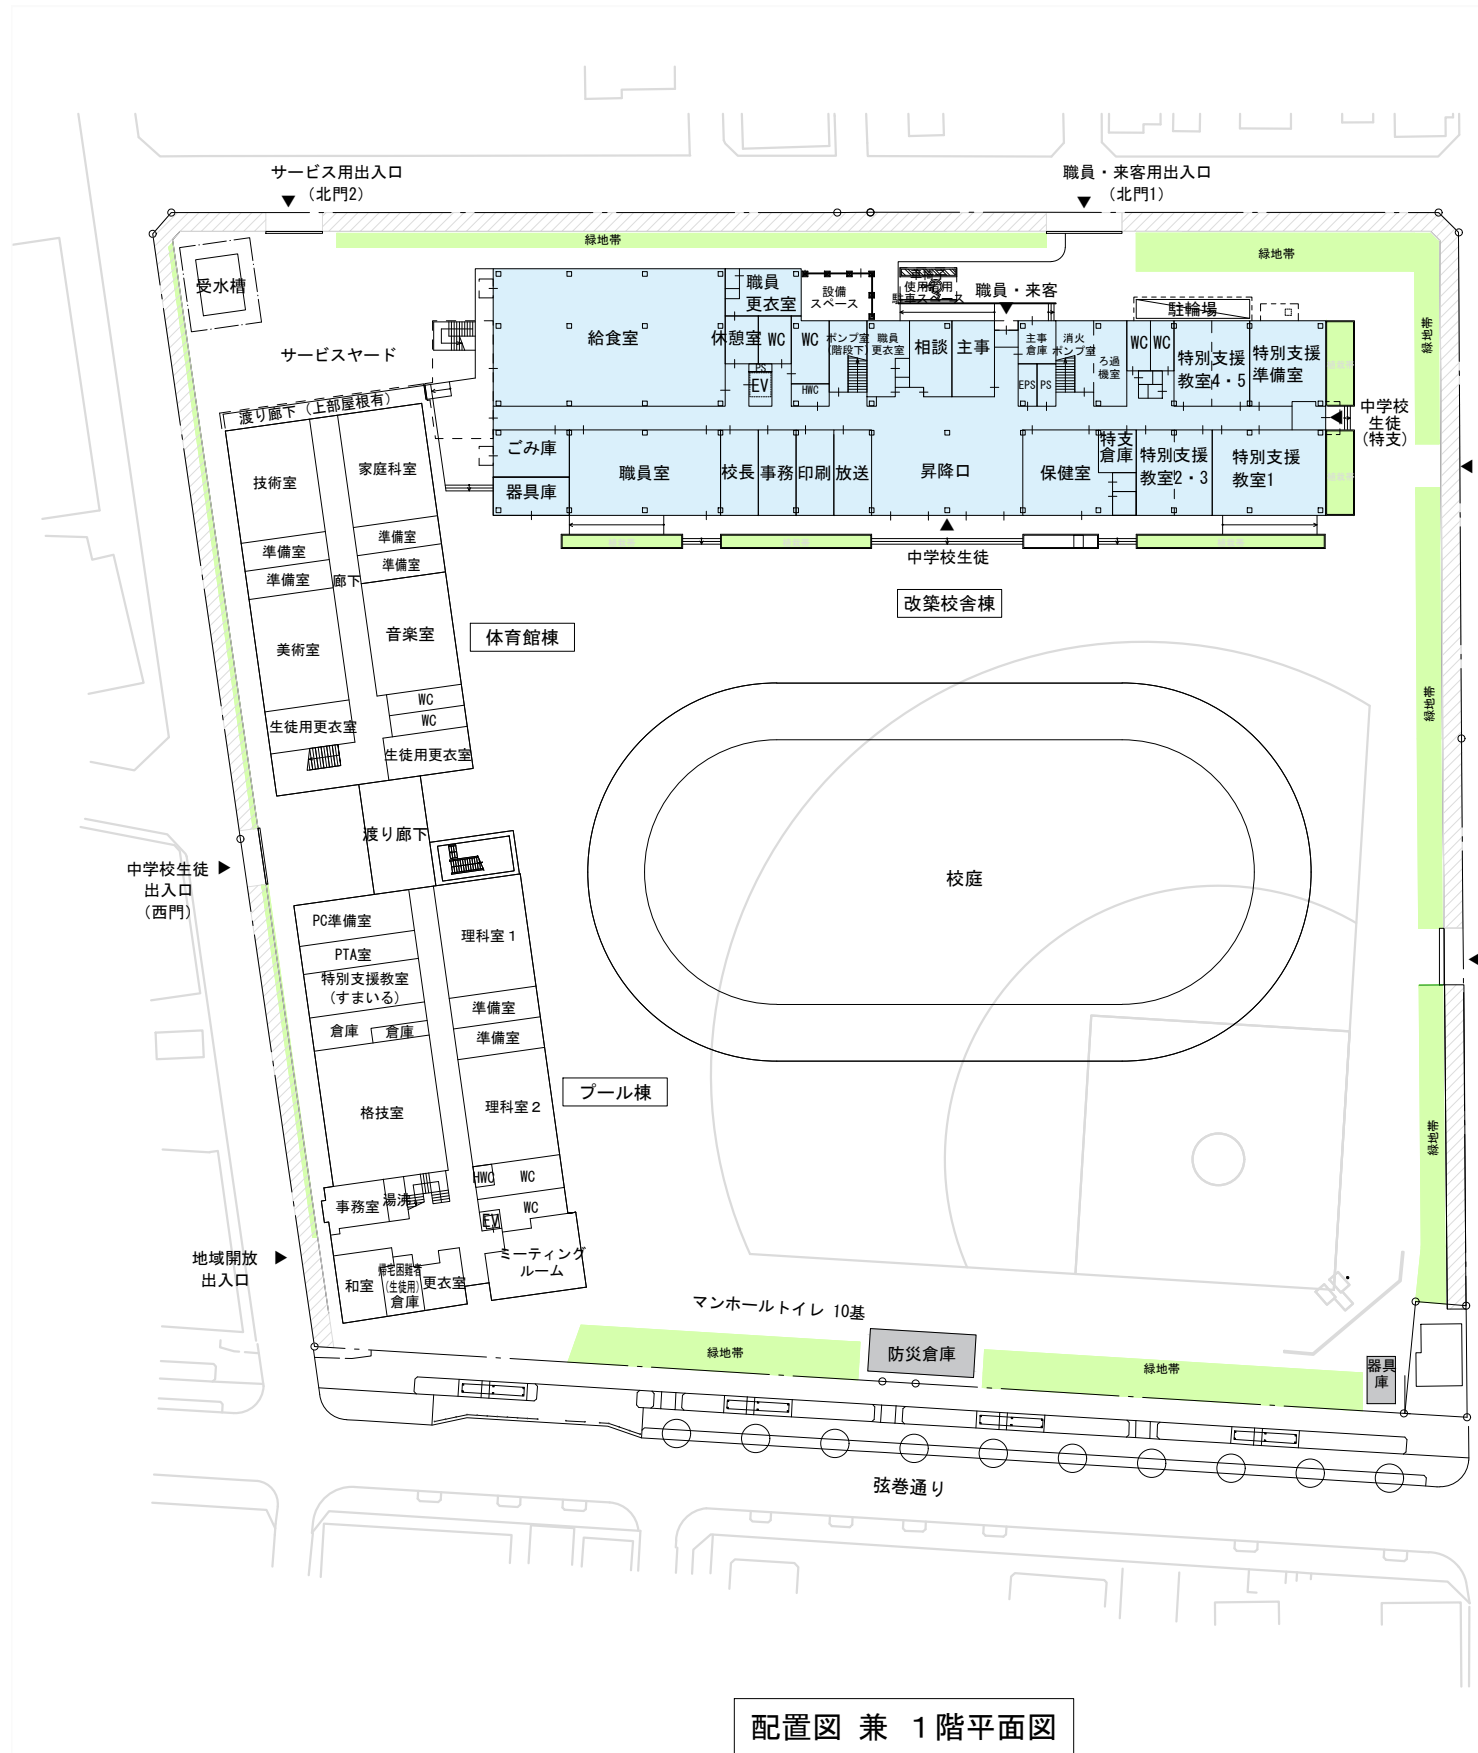 サービス用出入口
（北門2）
職員・来客用出入口
（北門1）
緑地帯
緑地帯
受水槽
サービスヤード
渡り廊下（上部屋根有）
給食室
職員
更衣室
設備
スペース
職員・来客
駐輪場
緑地帯
休憩室
WC
WC
ポンプ室
（階段下）
職員
更衣室
相談
主事
主事
倉庫
消火
ポンプ室
ろ過
機室
WC
WC
特別支援
教室4・5
特別支援
準備室
PS
EV
HWC
EPS
PS
中学校
生徒
（特支）
ごみ庫
器具庫
職員室
校長
事務
印刷
放送
昇降口
保健室
特支
倉庫
特別支援
教室2・3
特別支援
教室1
中学校生徒
改築校舎棟
技術室
家庭科室
準備室
準備室
準備室
準備室
廊下
美術室
音楽室
体育館棟
WC
WC
生徒用更衣室
生徒用更衣室
緑地帯
渡り廊下
中学校生徒
出入口
（西門）
校庭
PC準備室
PTA室
特別支援教室
（すまいる）
倉庫
倉庫
理科室１
準備室
準備室
プール棟
格技室
理科室２
緑地帯
HWC
WC
WC
EV
事務室
湯沸
地域開放
出入口
和室
帰宅困難者
（生徒用）
倉庫
更衣室
ミーティング
ルーム
マンホールトイレ 10基
緑地帯
防災倉庫
緑地帯
器具
庫
弦巻通り
配置図 兼 １階平面図